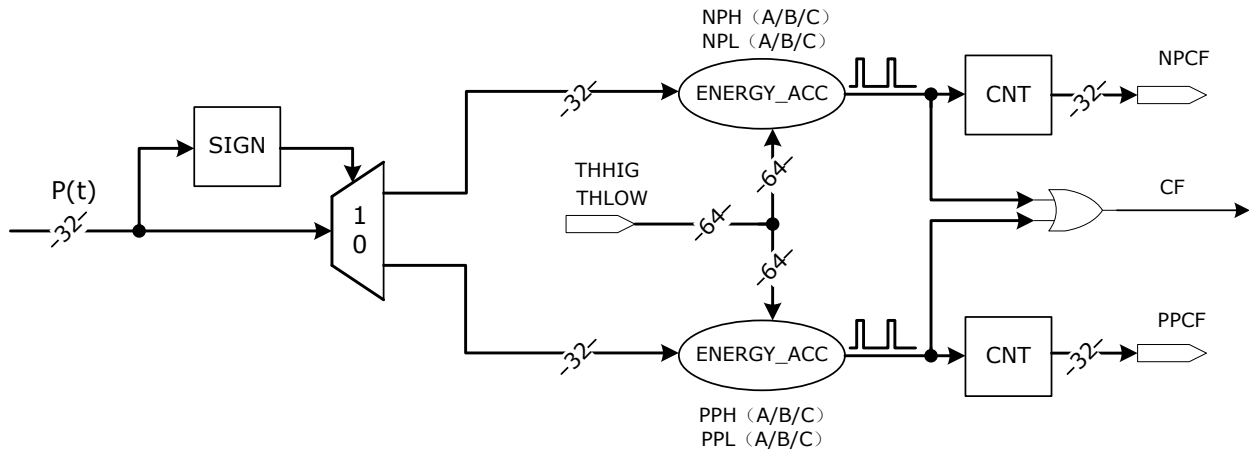 NPH（A/B/C）
NPL（A/B/C）
ENERGY_ACC
-32-
CNT
-32-
NPCF
SIGN
P(t)
-32-
1
0
THHIG
THLOW
-64-
-64-
-64-
CF
-32-
ENERGY_ACC
CNT
-32-
PPCF
PPH（A/B/C）
PPL（A/B/C）